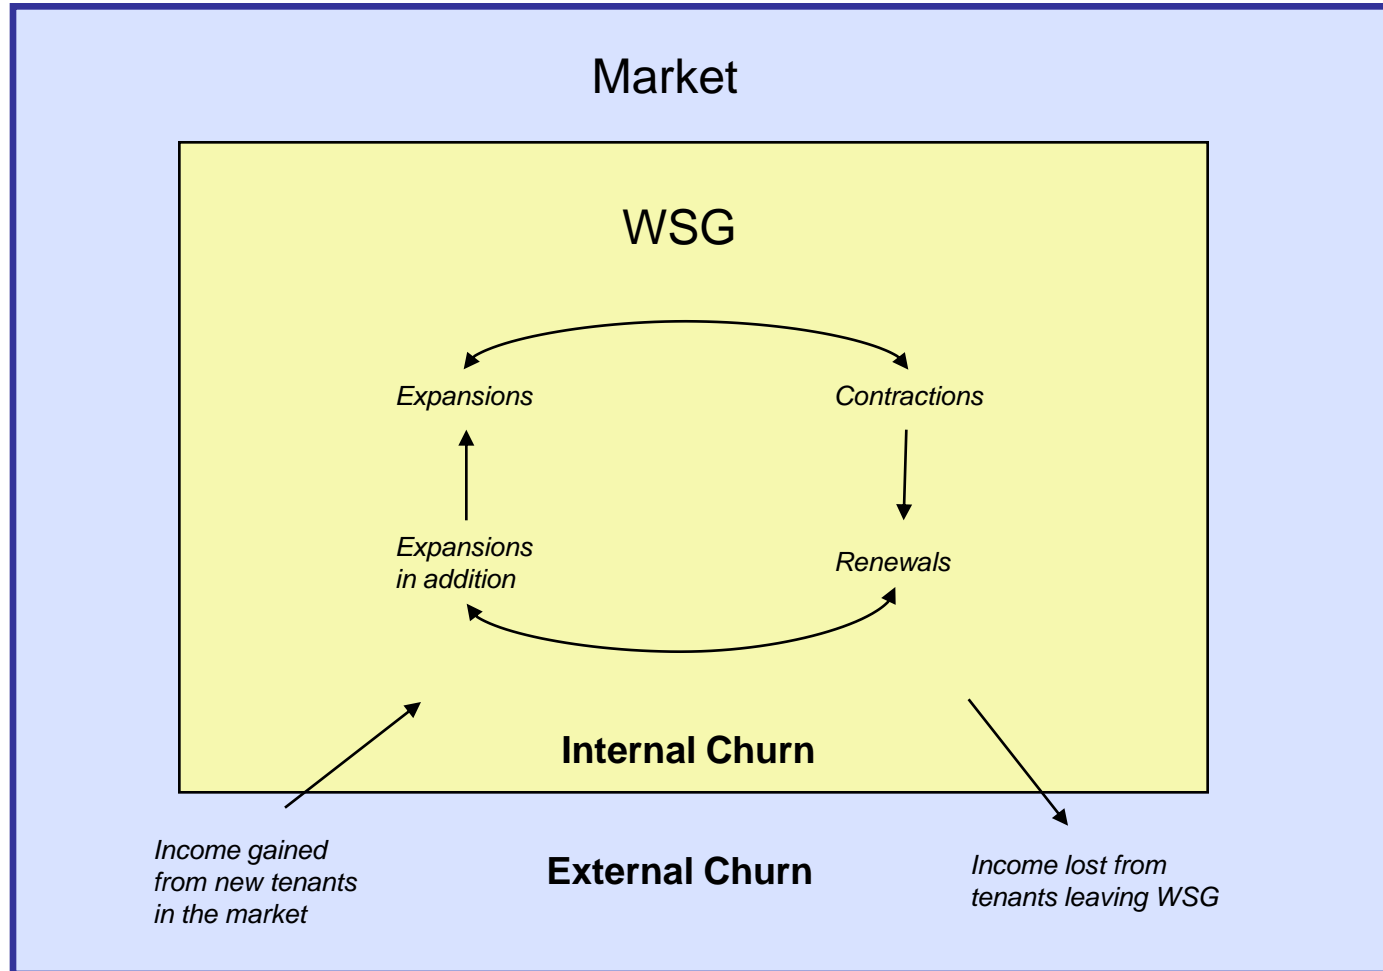 Market
WSG
Expansions
Contractions
Expansions
in addition
Renewals
Internal Churn
Income gained
from new tenants
in the market
External Churn
Income lost from
tenants leaving WSG